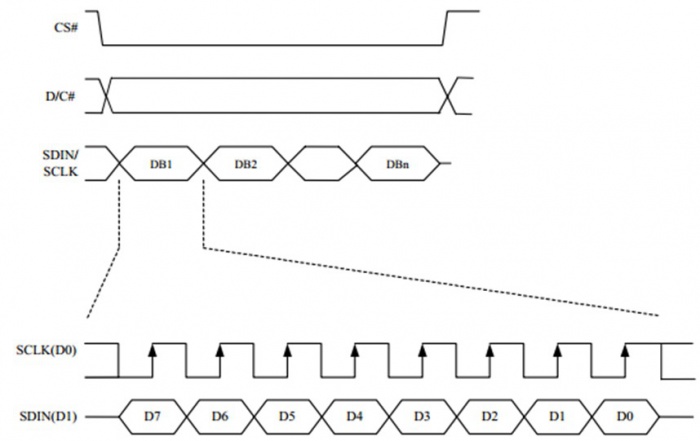 CS#
D/C#
SDIN/
SCLK
DB1 DB2 DBn
SCLK(D0)
SDIN(D1) D7 D6 D5 D4 D3 D2 D1 D0